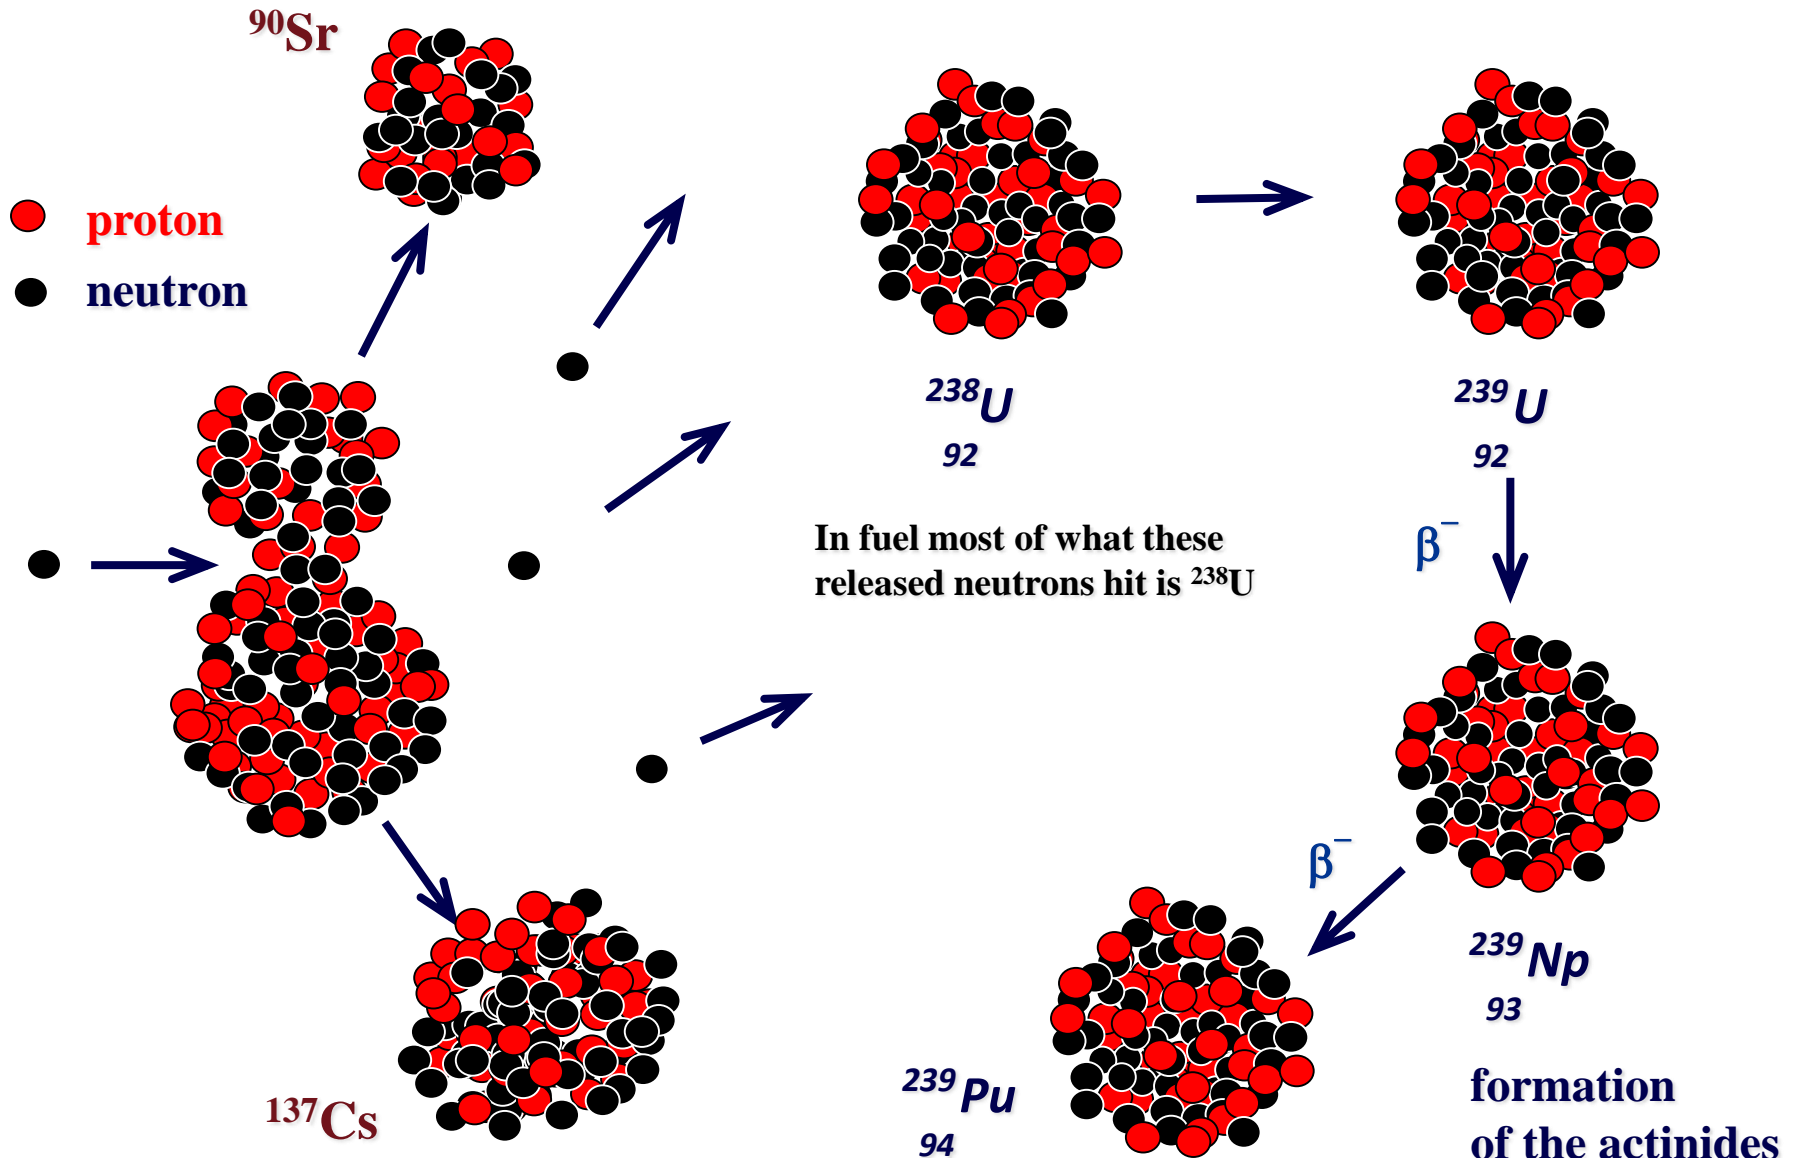 ⁹⁰Sr
proton
neutron
²³⁸U
92
²³⁹U
92
In fuel most of what these
released neutrons hit is ²³⁸U
β⁻
β⁻
²³⁹Np
93
¹³⁷Cs
²³⁹Pu
94
formation
of the actinides